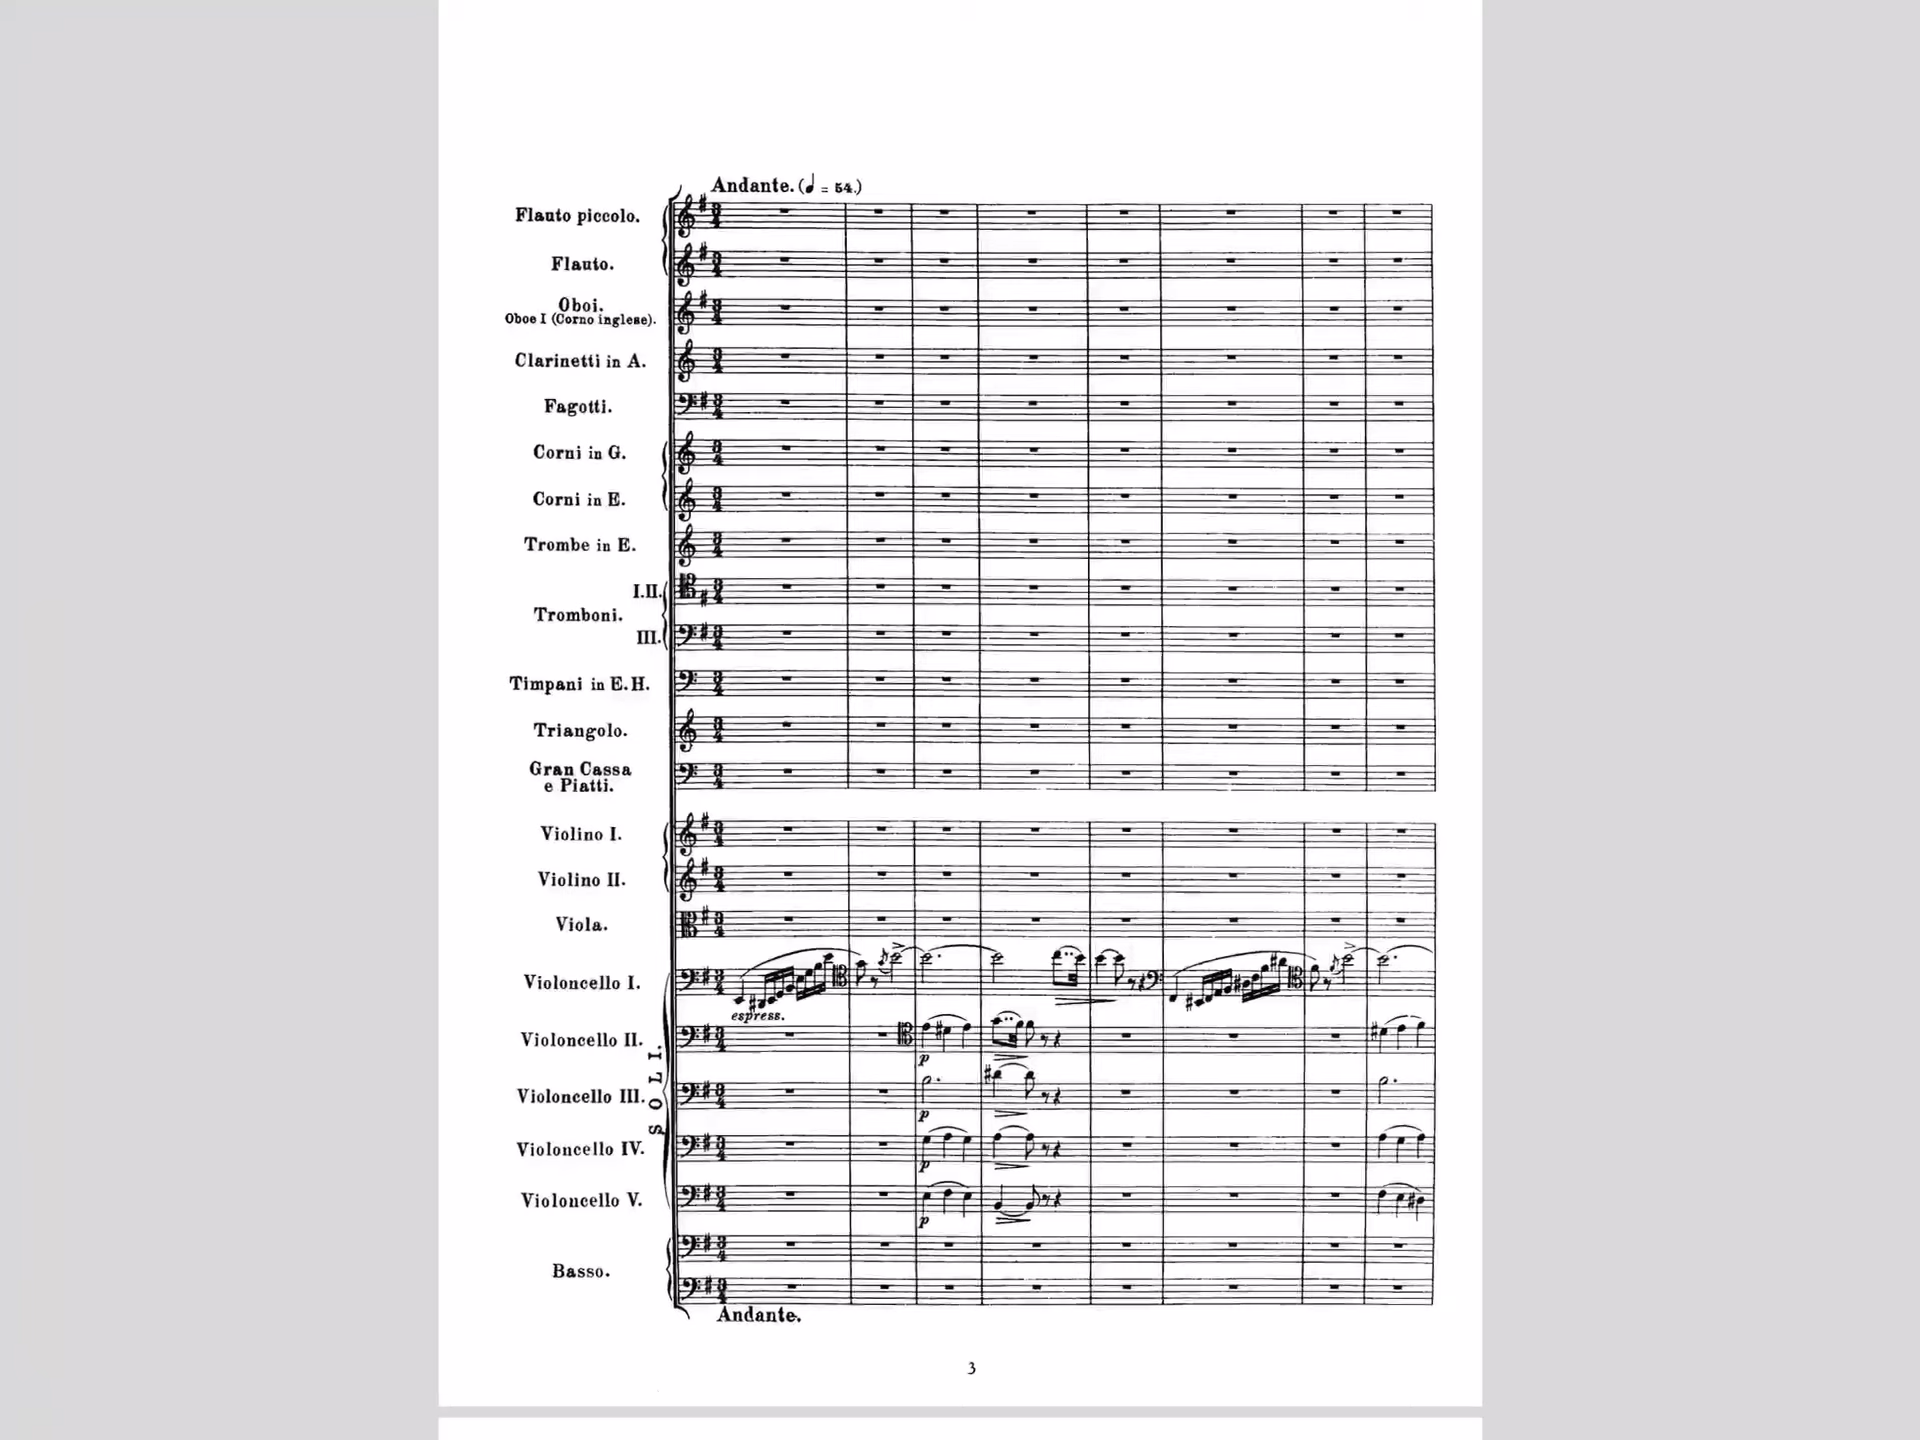 Andante. (♩ = 54.)
Flauto piccolo.
Flauto.
Oboi.
Oboe I (Corno inglese).
Clarinetti in A.
Fagotti.
Corni in G.
Corni in E.
Trombe in E.
I.II.
Tromboni.
III.
Timpani in E.H.
Triangolo.
Gran Cassa
e Piatti.
Violino I.
Violino II.
Viola.
Violoncello I.
espress.
Violoncello II.
p
Violoncello III.
p
Violoncello IV.
p
Violoncello V.
p
SOLI.
Basso.
Andante.
3